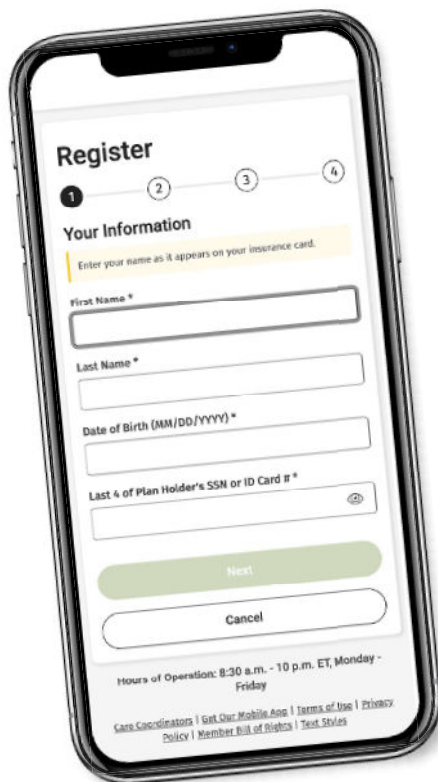 Register
1 2 3 4
Your Information
Enter your name as it appears on your insurance card.
First Name *
Last Name *
Date of Birth (MM/DD/YYYY) *
Last 4 of Plan Holder's SSN or ID Card # *
Next
Cancel
Hours of Operation: 8:30 a.m. - 10 p.m. ET, Monday -
Friday
Care Coordinators | Get Our Mobile App | Terms of Use | Privacy
Policy | Member Bill of Rights | Text Styles